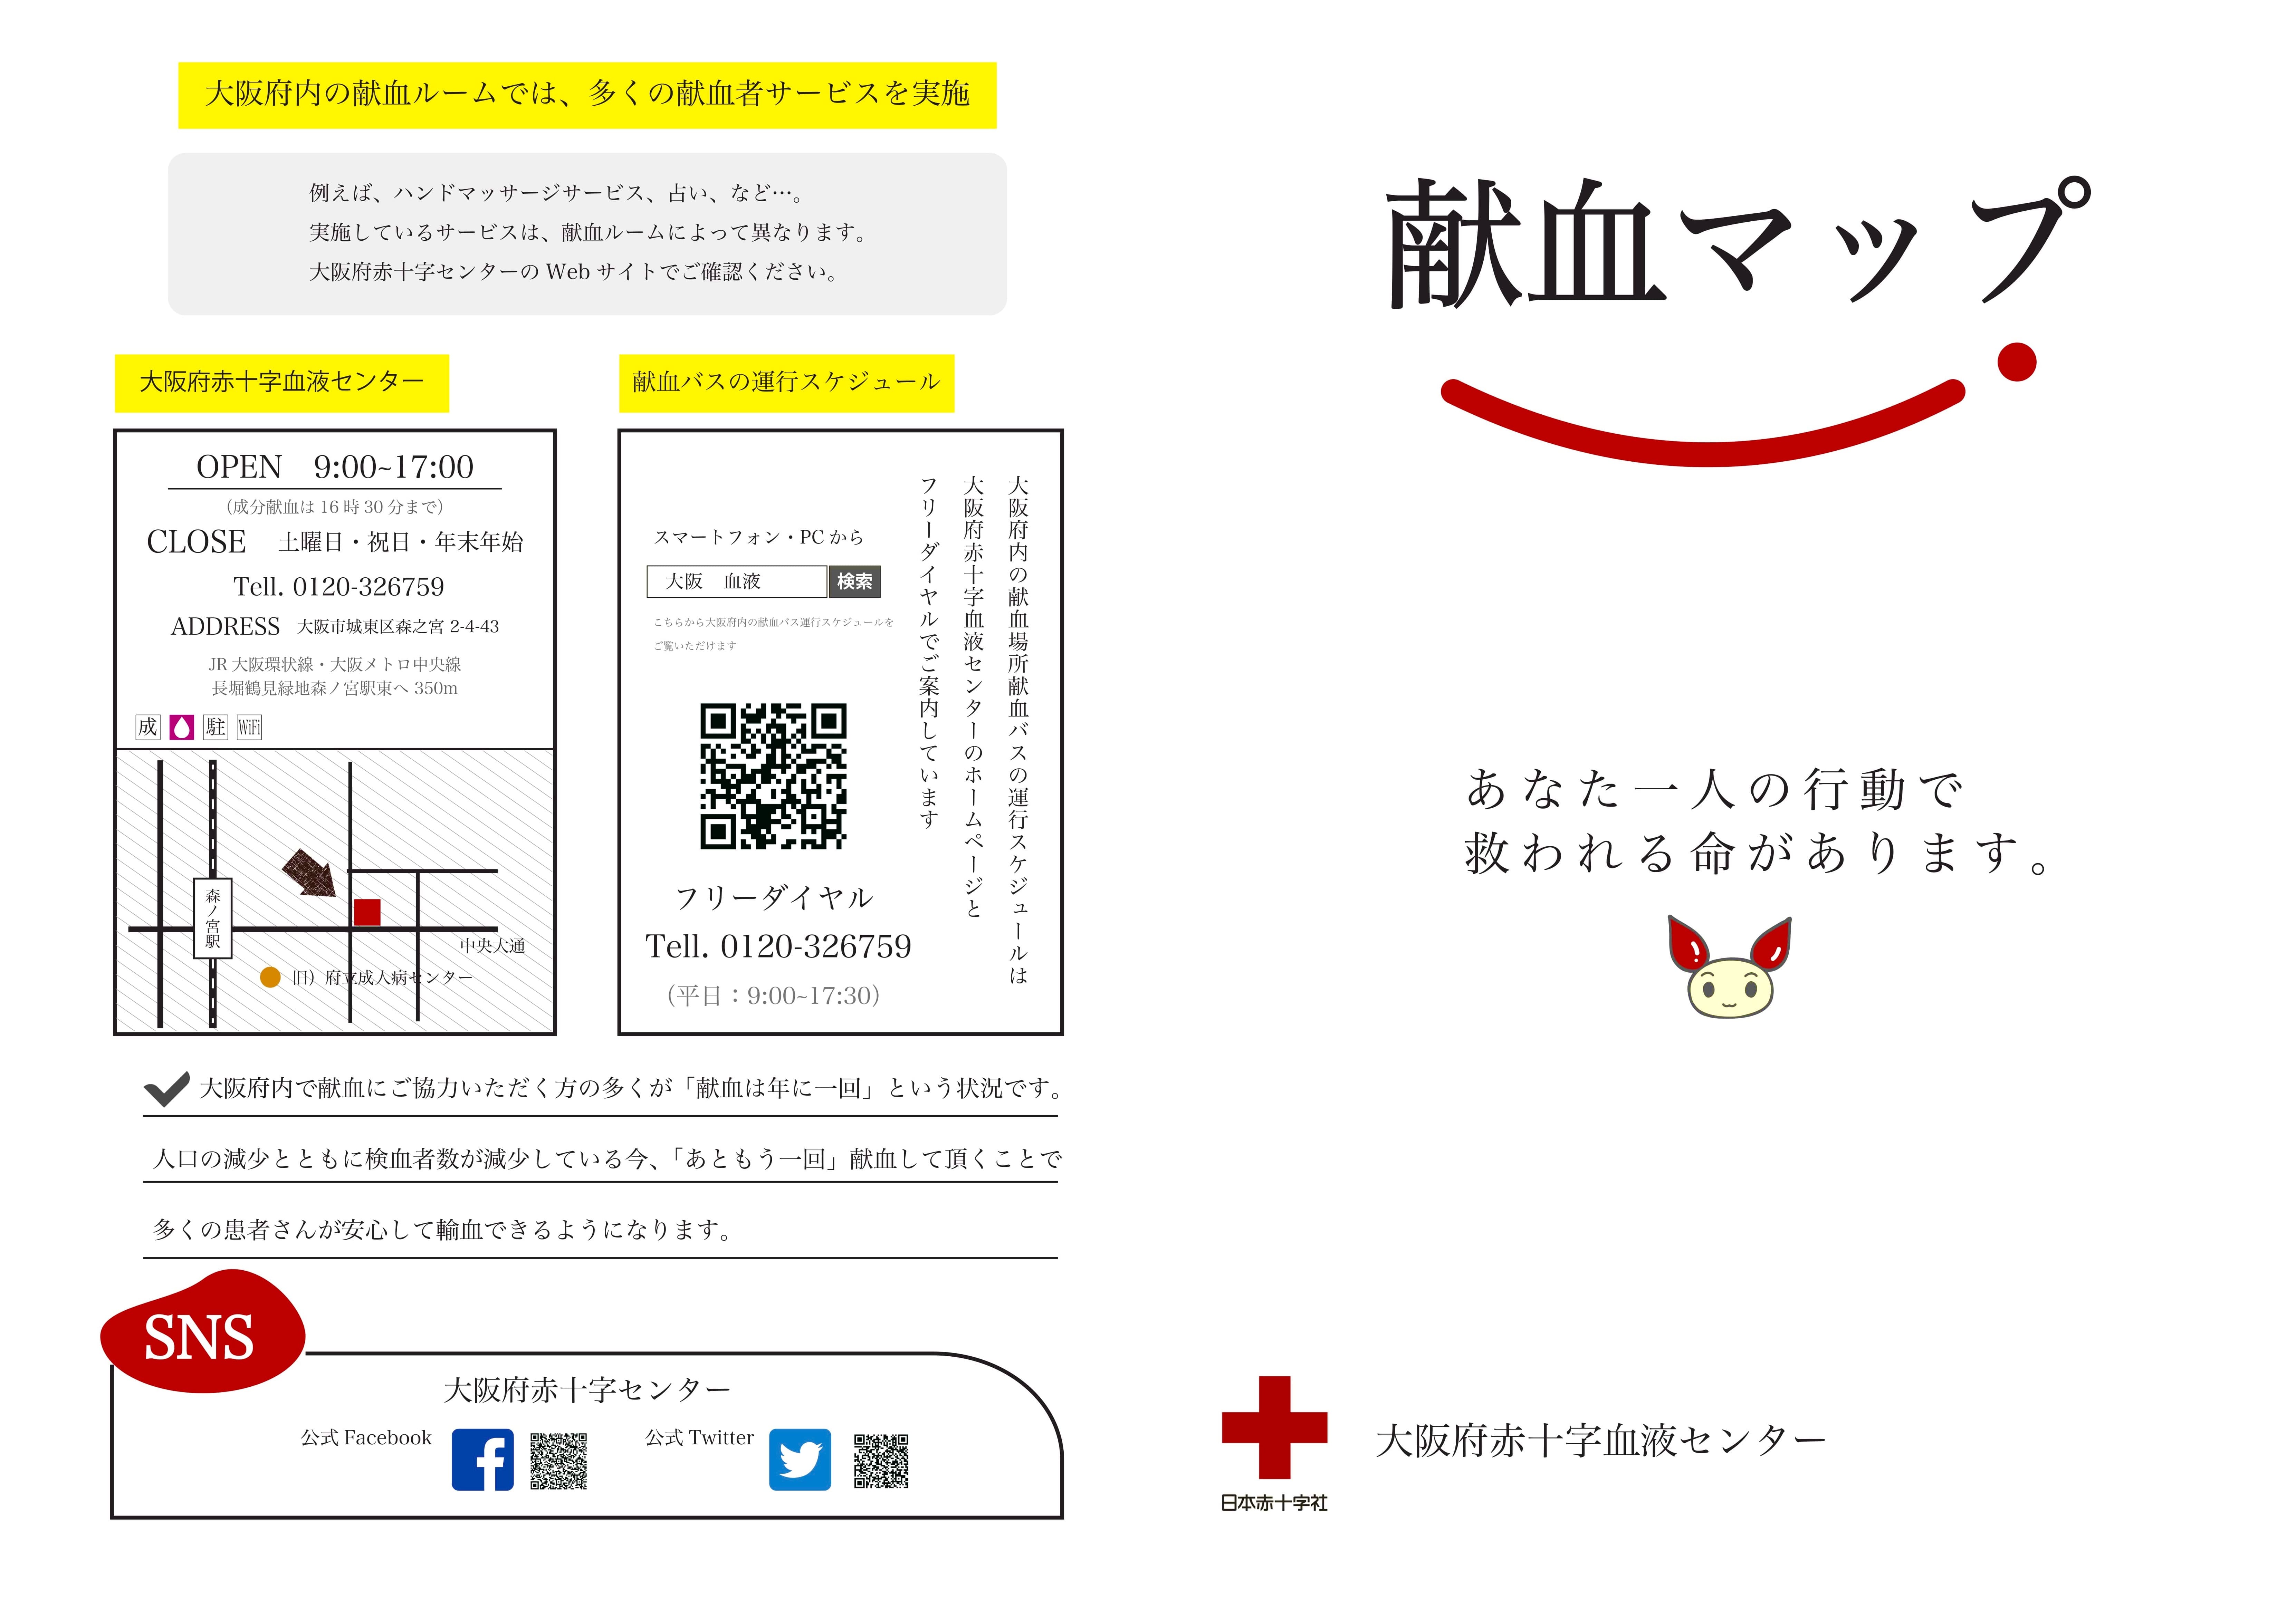 大阪府内の献血ルームでは、多くの献血者サービスを実施
例えば、ハンドマッサージサービス、占い、など…。
実施しているサービスは、献血ルームによって異なります。
大阪府赤十字センターの Web サイトでご確認ください。
大阪府赤十字血液センター
OPEN 9:00~17:00
（成分献血は 16 時 30 分まで）
CLOSE 土曜日・祝日・年末年始
Tell. 0120-326759
ADDRESS 大阪市城東区森之宮 2-4-43
JR 大阪環状線・大阪メトロ中央線
長堀鶴見緑地森ノ宮駅東へ 350m
成 駐 WiFi
森ノ宮駅
中央大通
旧）府立成人病センター
献血バスの運行スケジュール
大阪府内の献血場所献血バスの運行スケジュールは
大阪府赤十字血液センターのホームページと
フリーダイヤルでご案内しています
スマートフォン・PC から
大阪 血液 検索
こちらから大阪府内の献血バス運行スケジュールを
ご覧いただけます
フリーダイヤル
Tell. 0120-326759
（平日：9:00~17:30）
大阪府内で献血にご協力いただく方の多くが「献血は年に一回」という状況です。
人口の減少とともに検血者数が減少している今、「あともう一回」献血して頂くことで
多くの患者さんが安心して輸血できるようになります。
SNS
大阪府赤十字センター
公式 Facebook
公式 Twitter
献血マップ
あなた一人の行動で
救われる命があります。
大阪府赤十字血液センター
日本赤十字社